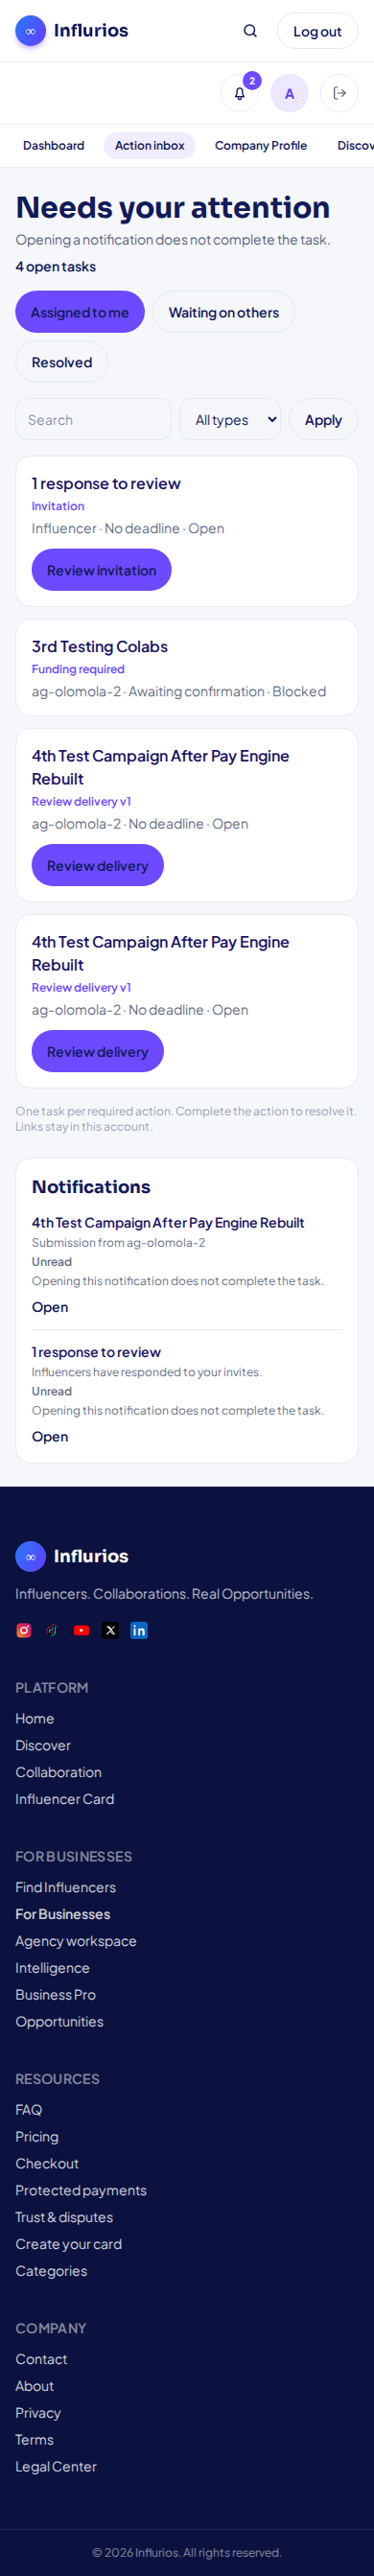 Influrios
Log out
2
A
Dashboard
Action inbox
Company Profile
Discov
Needs your attention
Opening a notification does not complete the task.
4 open tasks
Assigned to me
Waiting on others
Resolved
Search
All types
Apply
1 response to review
Invitation
Influencer · No deadline · Open
Review invitation
3rd Testing Colabs
Funding required
ag-olomola-2 · Awaiting confirmation · Blocked
4th Test Campaign After Pay Engine
Rebuilt
Review delivery v1
ag-olomola-2 · No deadline · Open
Review delivery
4th Test Campaign After Pay Engine
Rebuilt
Review delivery v1
ag-olomola-2 · No deadline · Open
Review delivery
One task per required action. Complete the action to resolve it.
Links stay in this account.
Notifications
4th Test Campaign After Pay Engine Rebuilt
Submission from ag-olomola-2
Unread
Opening this notification does not complete the task.
Open
1 response to review
Influencers have responded to your invites.
Unread
Opening this notification does not complete the task.
Open
Influrios
Influencers. Collaborations. Real Opportunities.
PLATFORM
Home
Discover
Collaboration
Influencer Card
FOR BUSINESSES
Find Influencers
For Businesses
Agency workspace
Intelligence
Business Pro
Opportunities
RESOURCES
FAQ
Pricing
Checkout
Protected payments
Trust & disputes
Create your card
Categories
COMPANY
Contact
About
Privacy
Terms
Legal Center
© 2026 Influrios. All rights reserved.